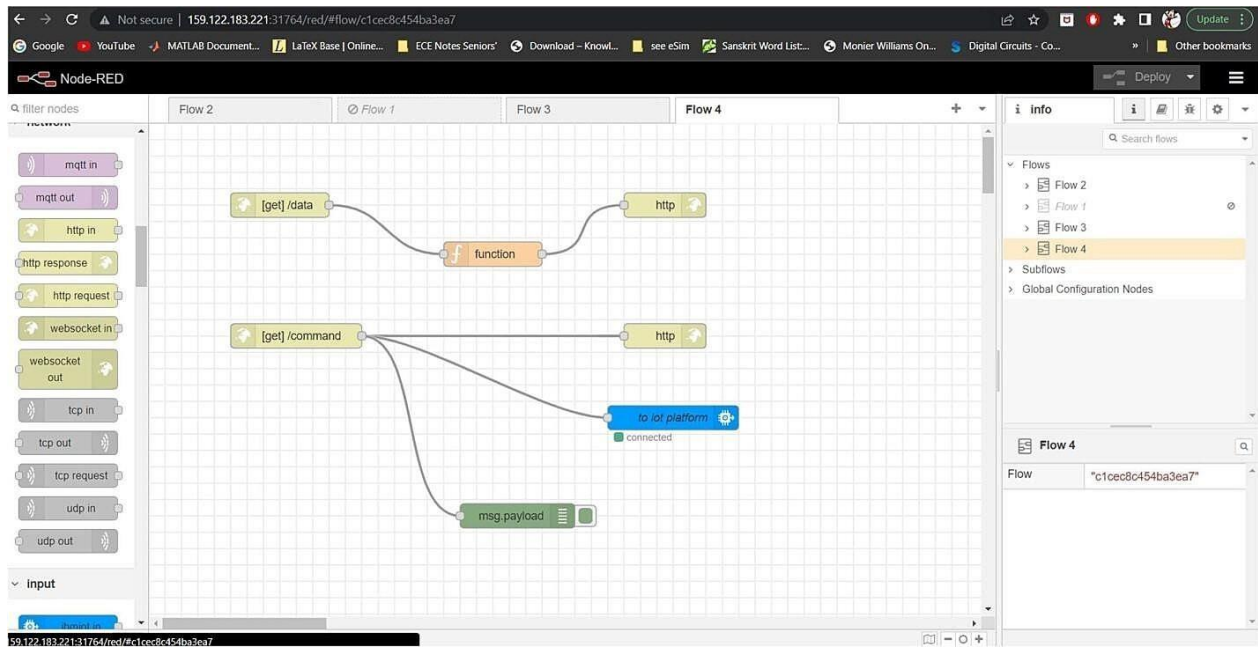 Not secure | 159.122.183.221:31764/red/#flow/c1cec8c454ba3ea7
Update
Google YouTube MATLAB Document... LaTeX Base | Online... ECE Notes Seniors' Download – Knowl... see eSim Sanskrit Word List:... Monier Williams On... Digital Circuits - Co... » Other bookmarks
Node-RED
Deploy
filter nodes
Flow 2
Flow 1
Flow 3
Flow 4
i info
Search flows
network
mqtt in
mqtt out
http in
http response
http request
websocket in
websocket
out
tcp in
tcp out
tcp request
udp in
udp out
input
ibmiot in
[get] /data
http
function
[get] /command
http
to iot platform
connected
msg.payload
Flows
Flow 2
Flow 1
Flow 3
Flow 4
Subflows
Global Configuration Nodes
Flow 4
Flow "c1cec8c454ba3ea7"
59.122.183.221:31764/red/#c1cec8c454ba3ea7